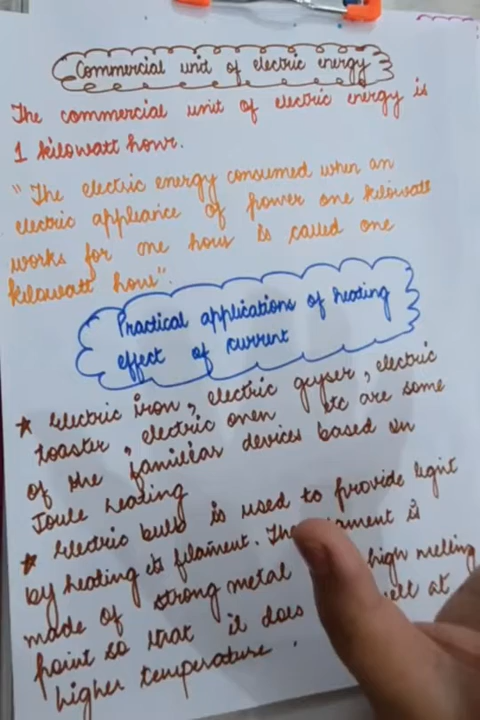 Commercial unit of electric energy
The commercial unit of electric energy is
1 kilowatt hour.
"The electric energy consumed when an
electric appliance of power one kilowatt
works for one hour is called one
kilowatt hour".
Practical applications of heating
effect of current
★ Electric iron, electric geyser, electric
toaster, electric oven etc are some
of the familiar devices based on
Joule heating
★ Electric bulb is used to provide light
by heating its filament. The ament is
made of strong metal high melling
point so that it does elt at
higher temperature.